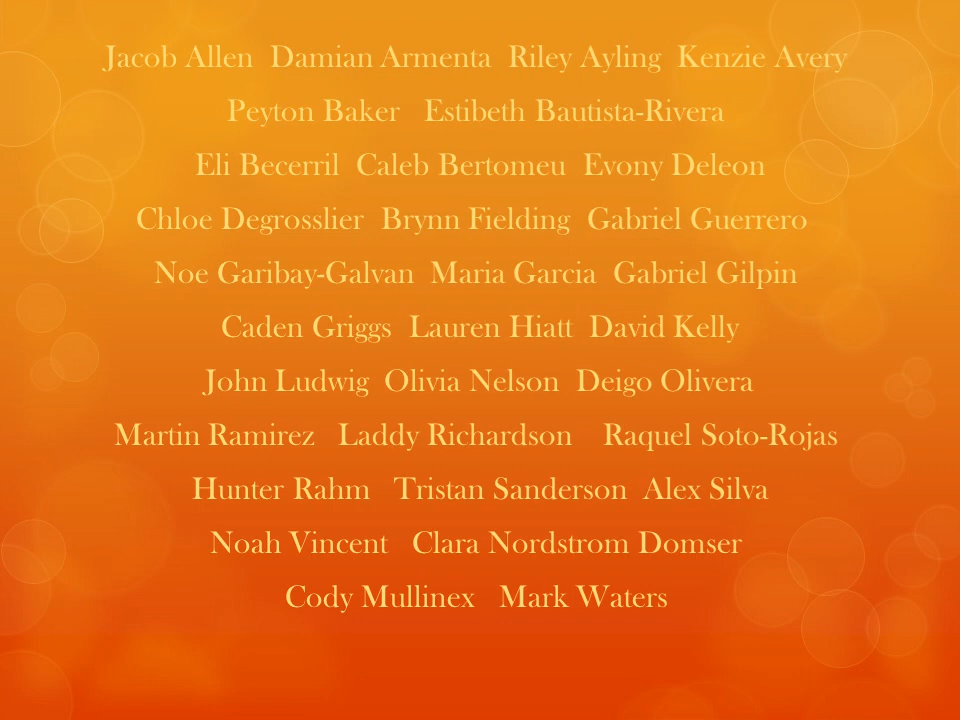 Jacob Allen  Damian Armenta  Riley Ayling  Kenzie Avery
Peyton Baker   Estibeth Bautista-Rivera
Eli Becerril  Caleb Bertomeu  Evony Deleon
Chloe Degrosslier  Brynn Fielding  Gabriel Guerrero
Noe Garibay-Galvan  Maria Garcia  Gabriel Gilpin
Caden Griggs  Lauren Hiatt  David Kelly
John Ludwig  Olivia Nelson  Deigo Olivera
Martin Ramirez   Laddy Richardson    Raquel Soto-Rojas
Hunter Rahm   Tristan Sanderson  Alex Silva
Noah Vincent   Clara Nordstrom Domser
Cody Mullinex   Mark Waters